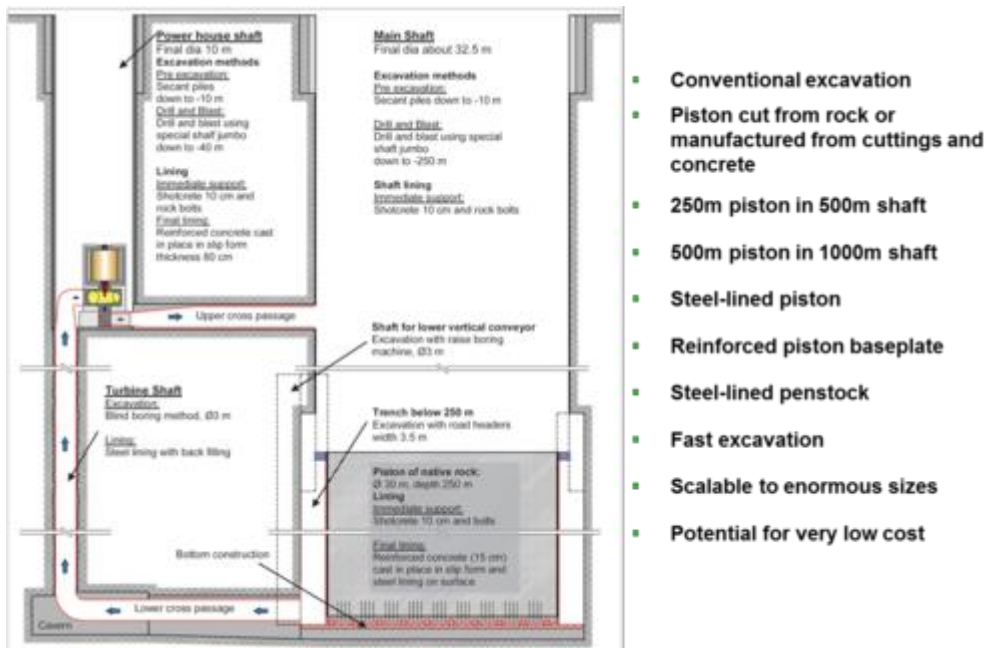 Power house shaft
Final dia 10 m
Excavation methods
Pre excavation:
Secant piles
down to -10 m
Drill and Blast:
Drill and blast using
special shaft jumbo
down to -40 m
Lining
Immediate support:
Shotcrete 10 cm and
rock bolts
Final lining:
Reinforced concrete cast
in place in slip form
thickness 80 cm
Main Shaft
Final dia about 32.5 m
Excavation methods
Pre excavation:
Secant piles down to -10 m
Drill and Blast:
Drill and blast using special
shaft jumbo
down to -250 m
Shaft lining
Immediate support:
Shotcrete 10 cm and rock bolts
Upper cross passage
Shaft for lower vertical conveyor
Excavation with raise boring
machine, Ø3 m
Turbine Shaft
Excavation:
Blind boring method, Ø3 m
Lining:
Steel lining with back filling
Trench below 250 m
Excavation with road headers
width 3.5 m
Piston of native rock:
Ø 30 m, depth 250 m
Lining
Immediate support:
Shotcrete 10 cm and bolts
Final lining:
Reinforced concrete (15 cm)
cast in place in slip form and
steel lining on surface
Bottom construction
Lower cross passage
Cavern
▪ Conventional excavation
▪ Piston cut from rock or
manufactured from cuttings and
concrete
▪ 250m piston in 500m shaft
▪ 500m piston in 1000m shaft
▪ Steel-lined piston
▪ Reinforced piston baseplate
▪ Steel-lined penstock
▪ Fast excavation
▪ Scalable to enormous sizes
▪ Potential for very low cost